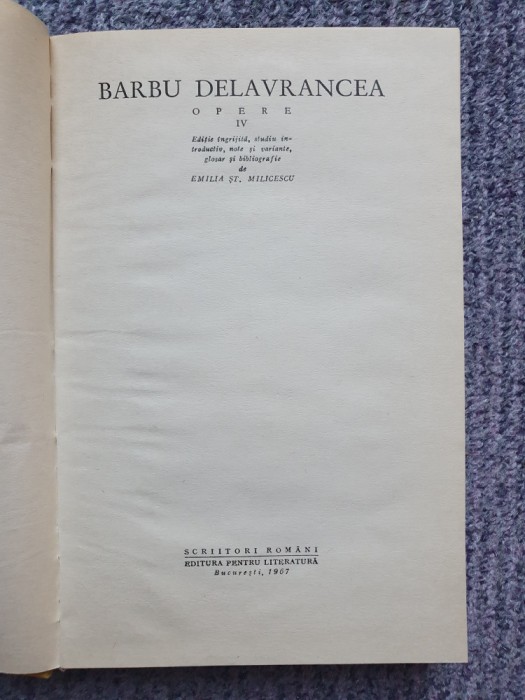 BARBU DELAVRANCEA
OPERE
IV
Ediție îngrijită, studiu in-
troductiv, note și variante,
glosar și bibliografie
de
EMILIA ȘT. MILICESCU
SCRIITORI ROMÂNI
EDITURA PENTRU LITERATURĂ
București, 1967